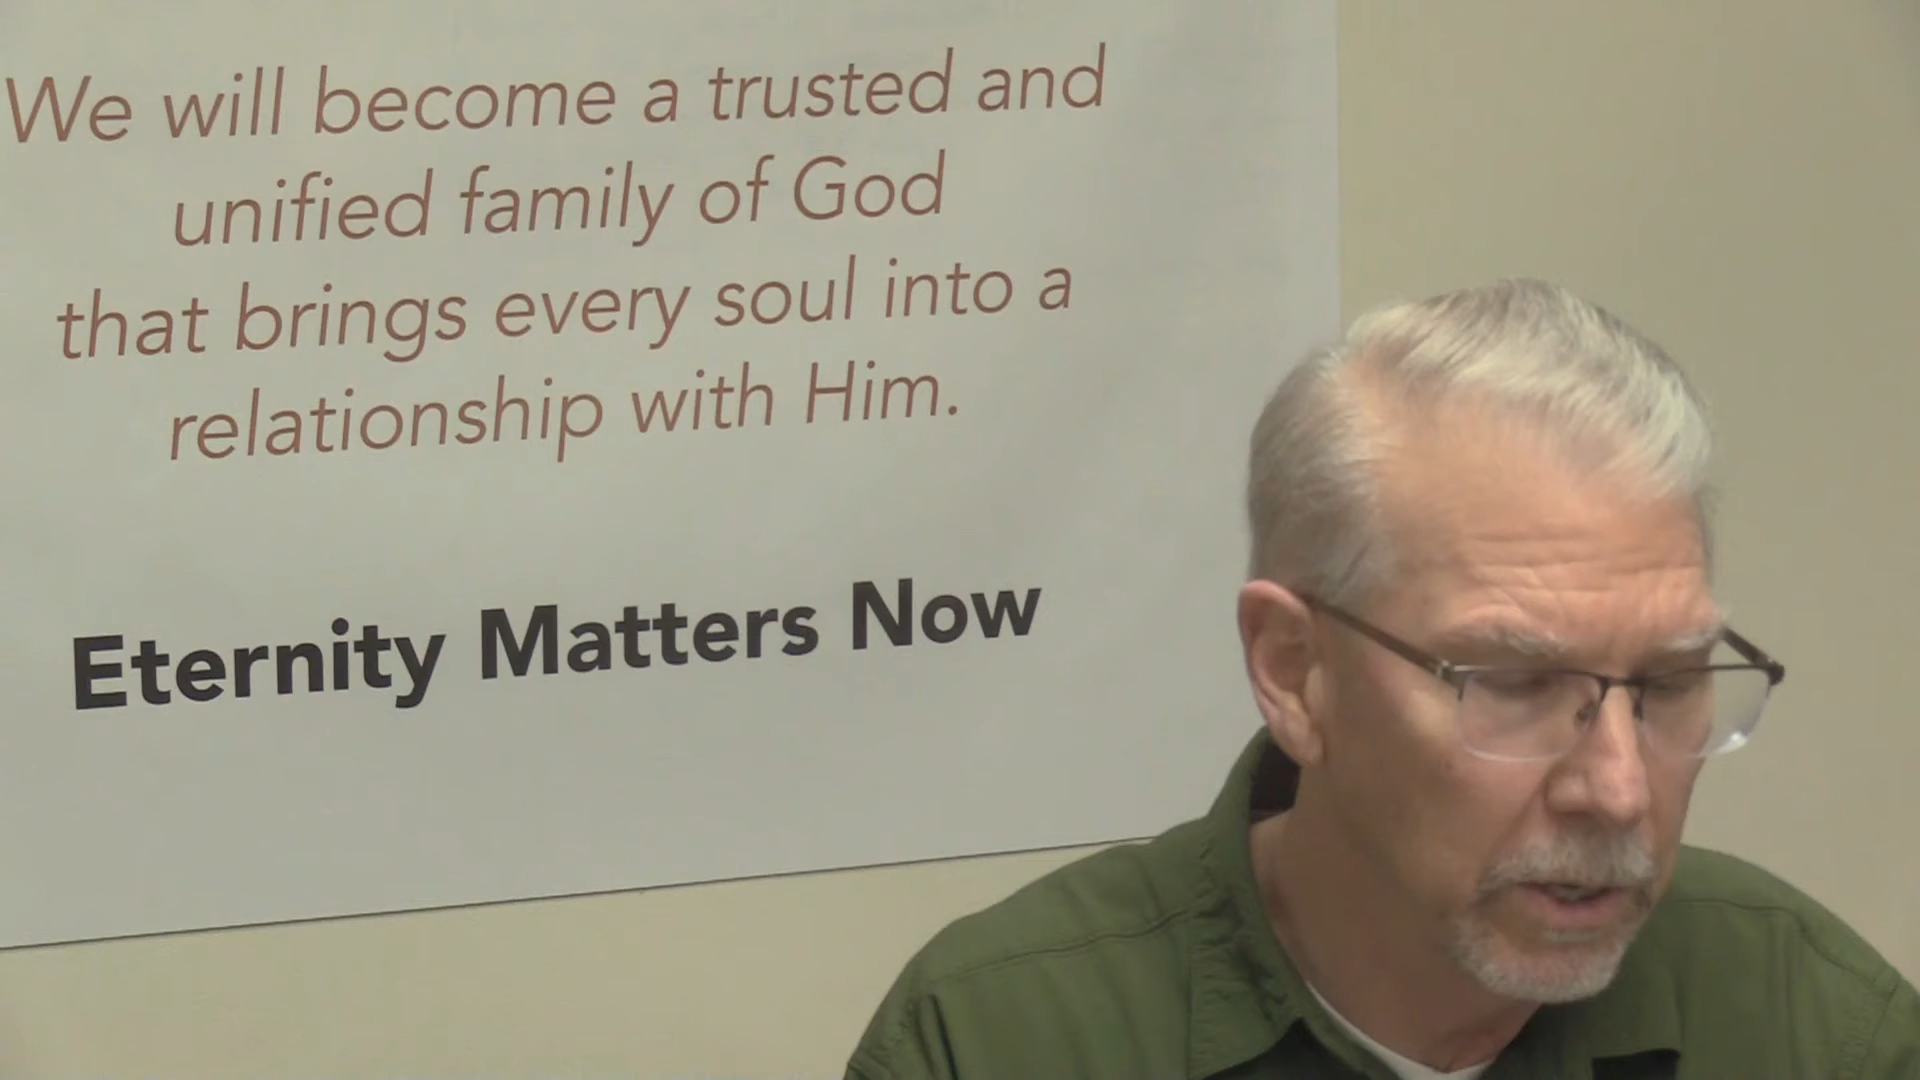 We will become a trusted and
unified family of God
that brings every soul into a
relationship with Him.
Eternity Matters Now